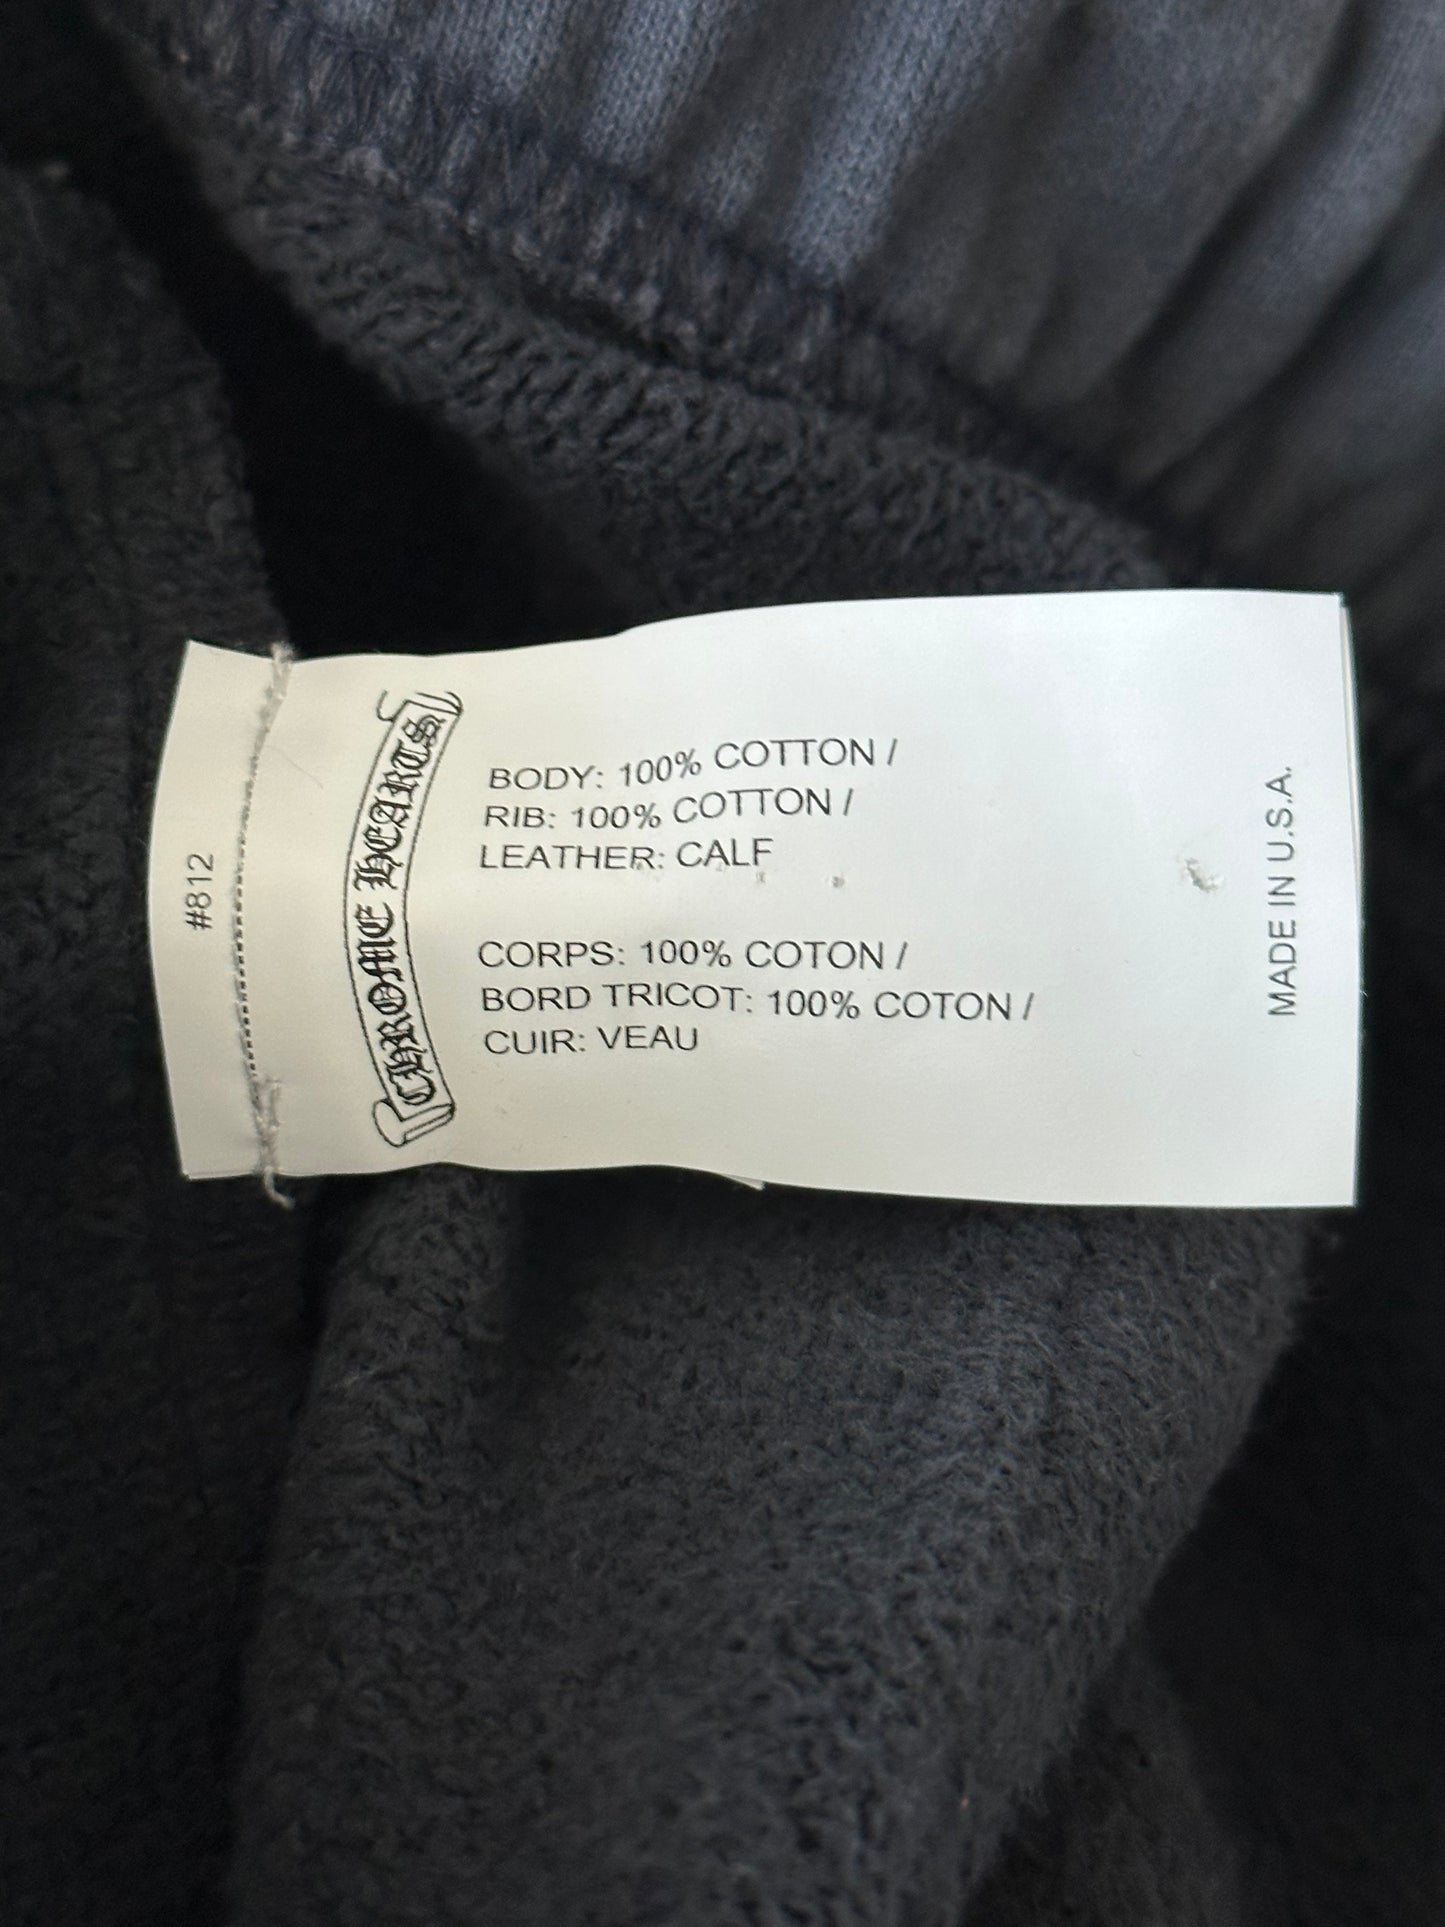 #812
CHROME HEARTS
BODY: 100% COTTON /
RIB: 100% COTTON /
LEATHER: CALF
CORPS: 100% COTON /
BORD TRICOT: 100% COTON /
CUIR: VEAU
MADE IN U.S.A.